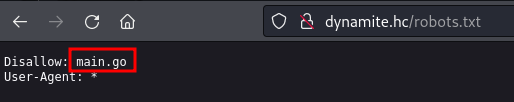 dynamite.hc/robots.txt
Disallow: main.go
User-Agent: *